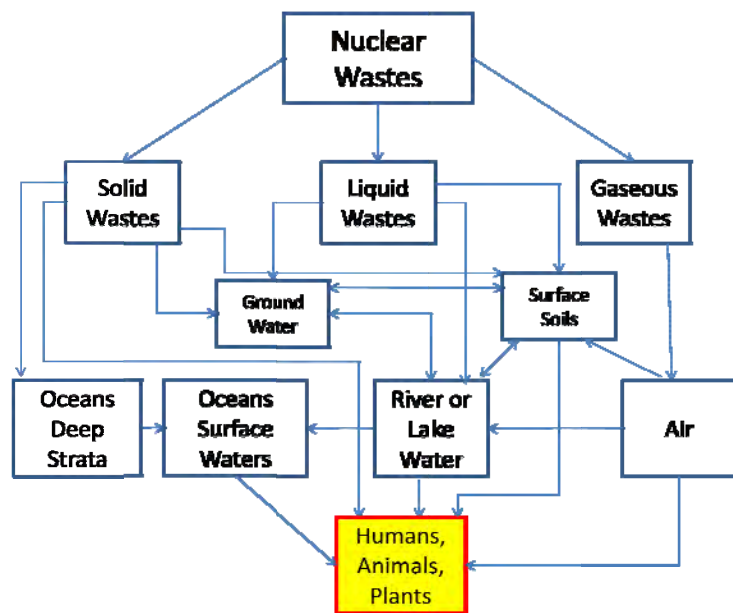 Nuclear
Wastes
Solid
Wastes
Liquid
Wastes
Gaseous
Wastes
Ground
Water
Surface
Soils
Oceans
Deep
Strata
Oceans
Surface
Waters
River or
Lake
Water
Air
Humans,
Animals,
Plants